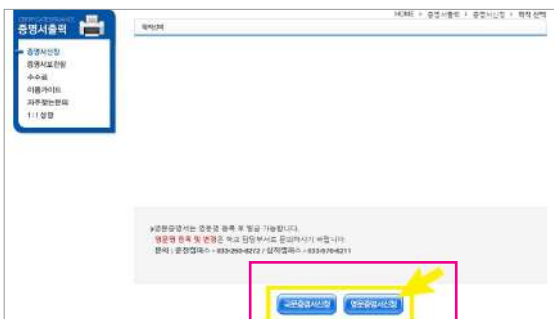 HOME > 증명서출력 > 증명서신청 > 학적 선택
증명서출력
학적선택
증명서신청
증명서보관함
수수료
이용가이드
자주찾는문의
1:1 상담
영문증명서는 영문명 등록 후 발급 가능합니다.
영문명 등록 및 변경은 학교 담당부서로 문의하시기 바랍니다.
문의 : 춘천캠퍼스 - 033-250-6272 / 삼척캠퍼스 - 033-570-6211
국문증명서신청
영문증명서신청